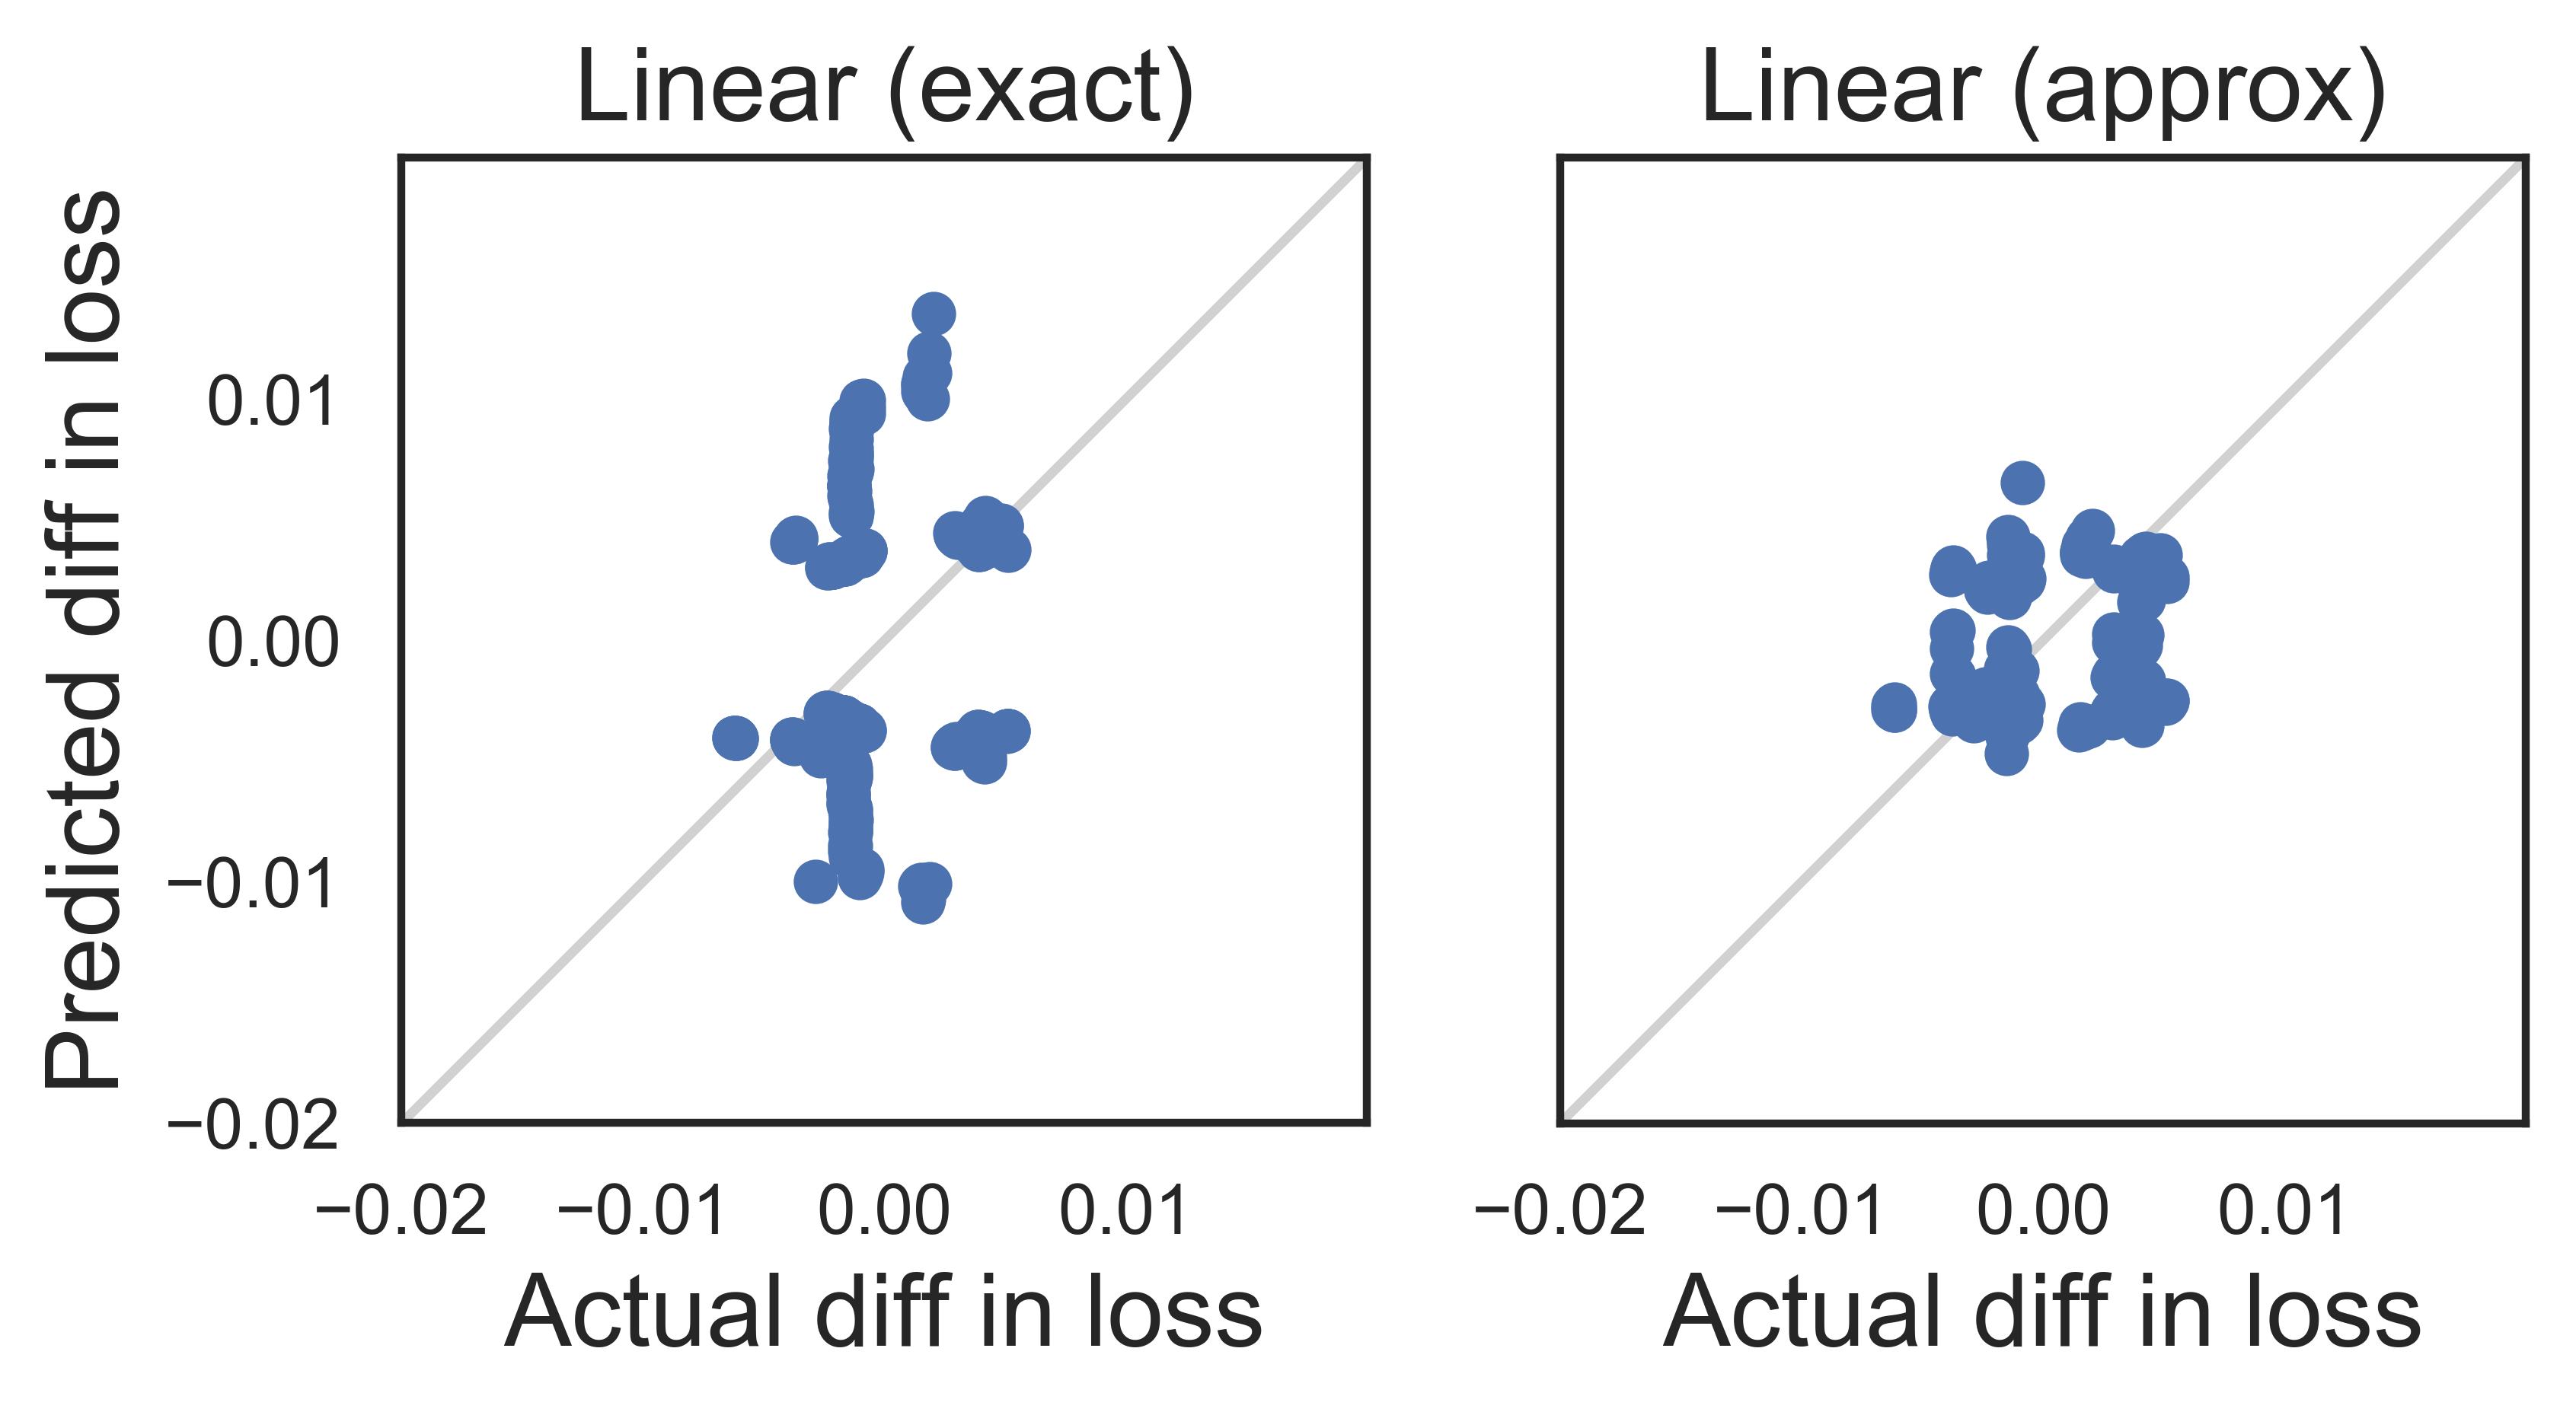 Linear (exact)
Linear (approx)
Predicted diff in loss
0.01
0.00
−0.01
−0.02
−0.02 −0.01 0.00 0.01
−0.02 −0.01 0.00 0.01
Actual diff in loss
Actual diff in loss